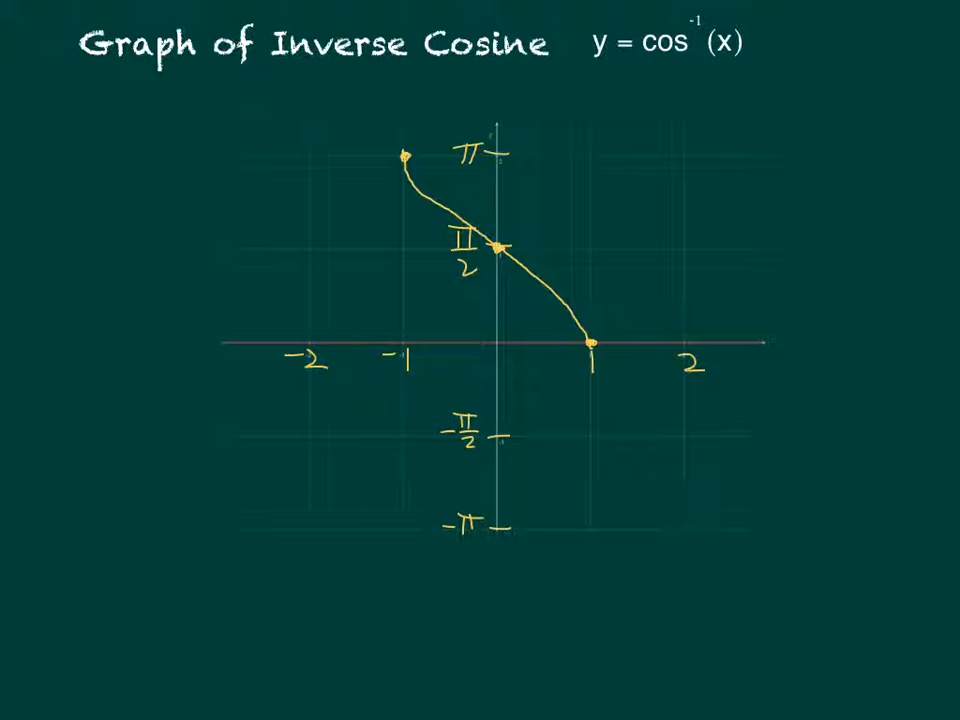 Graph of Inverse Cosine y = cos⁻¹(x)
π
π/2
-2 -1 1 2
-π/2
-π